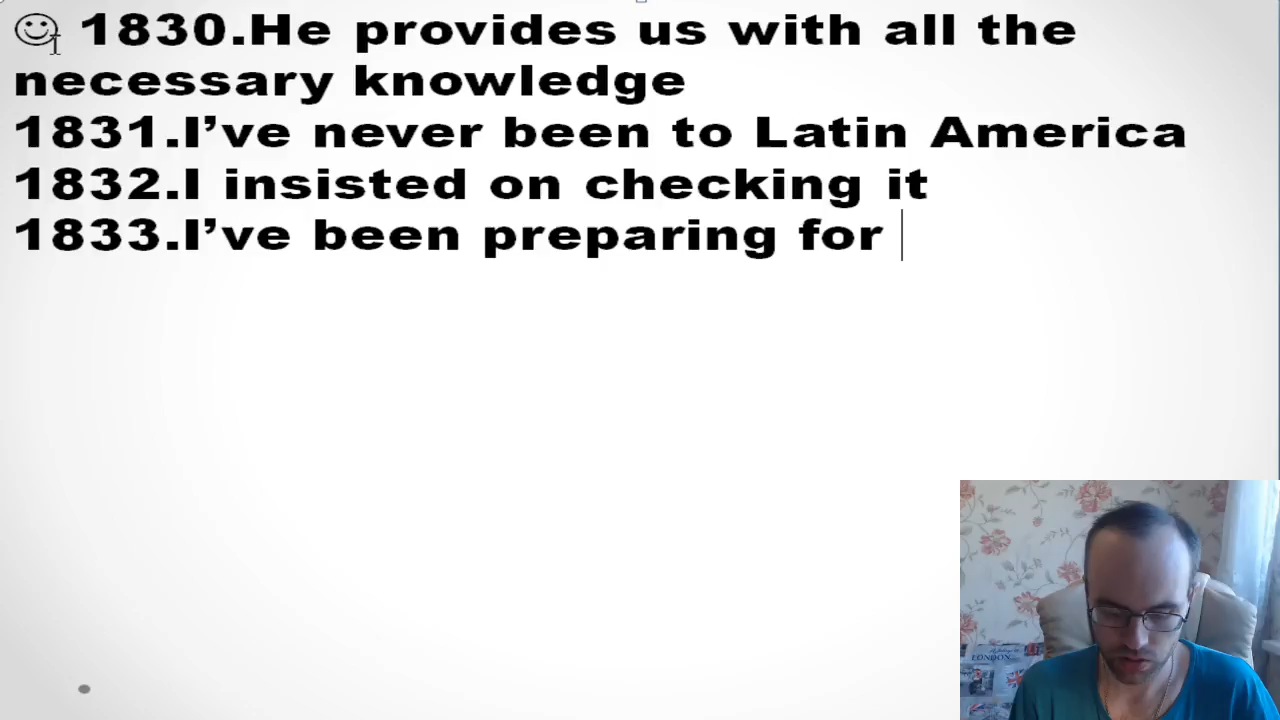 ☺ 1830.He provides us with all the
necessary knowledge
1831.I’ve never been to Latin America
1832.I insisted on checking it
1833.I’ve been preparing for
LONDON